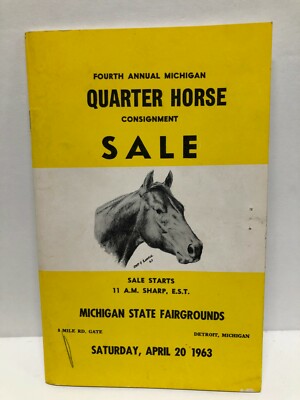 FOURTH ANNUAL MICHIGAN
QUARTER HORSE
CONSIGNMENT
SALE
SALE STARTS
11 A.M. SHARP, E.S.T.
MICHIGAN STATE FAIRGROUNDS
8 MILE RD. GATE DETROIT, MICHIGAN
SATURDAY, APRIL 20 1963